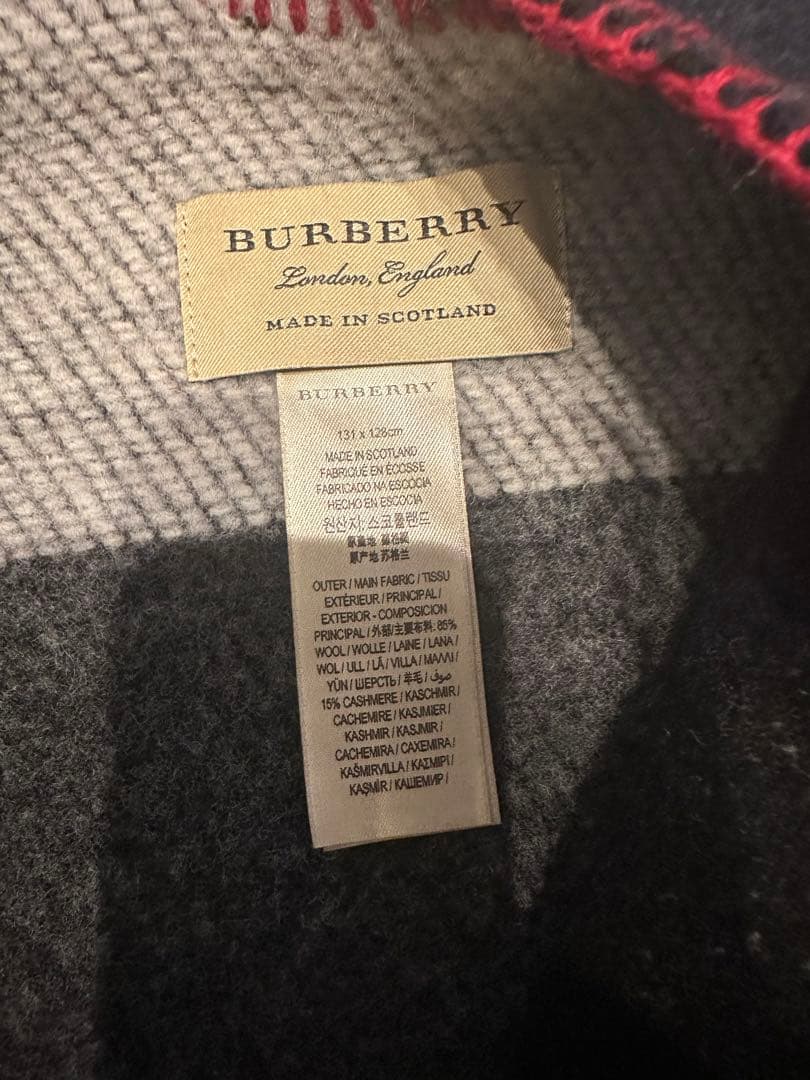 BURBERRY
London, England
MADE IN SCOTLAND
BURBERRY
131 x 128cm
MADE IN SCOTLAND
FABRIQUÉ EN ÉCOSSE
FABRICADO NA ESCÓCIA
HECHO EN ESCOCIA
원산지: 스코틀랜드
原產地 蘇格蘭
原产地 苏格兰
OUTER / MAIN FABRIC / TISSU
EXTÉRIEUR / PRINCIPAL /
EXTERIOR - COMPOSICION
PRINCIPAL / 外部/主要布料: 85%
WOOL / WOLLE / LAINE / LANA /
WOL / ULL / LÃ / VILLA / ΜΑΛΛΙ /
YÜN / ШЕРСТЬ / 羊毛 / صوف /
15% CASHMERE / KASCHMIR /
CACHEMIRE / KASJMIER /
KASHMIR / KASJMIR /
CACHEMIRA / CAXEMIRA /
KAŠMIRVILLA / ΚΑΣΜΙΡΙ /
KAŞMİR / КАШЕМИР /